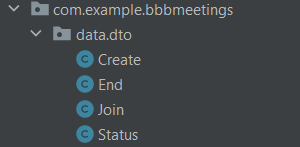 com.example.bbbmeetings
data.dto
Create
End
Join
Status